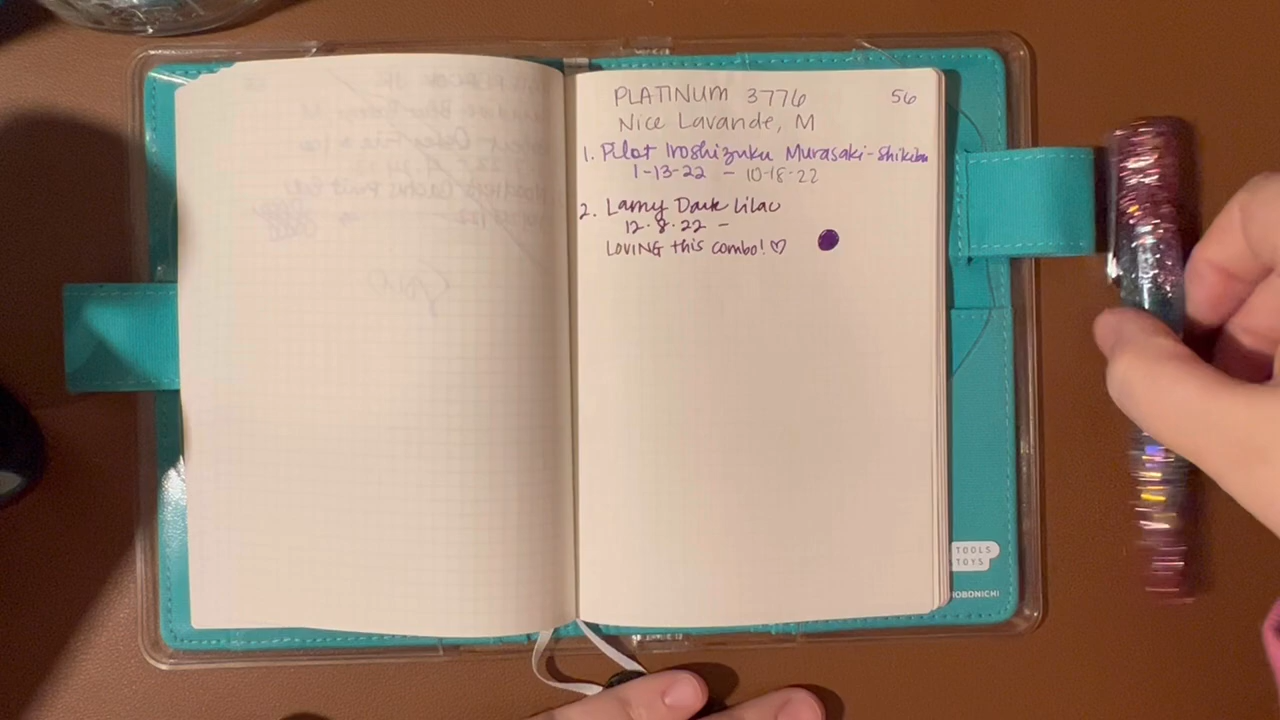 PLATINUM 3776 56
Nice Lavande, M
1. Pilot Iroshizuku Murasaki-Shikibu
1-13-22 - 10-18-22
2. Lamy Dark Lilac
12.8.22 -
LOVING this combo! ♡
TOOLS
TOYS
HOBONICHI